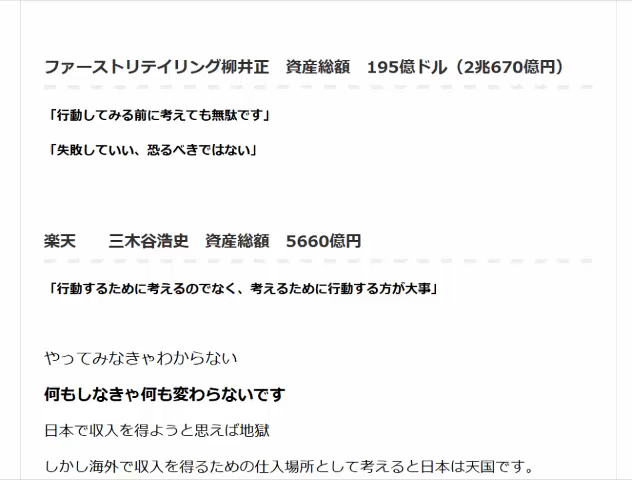 ファーストリテイリング柳井正　資産総額　195億ドル（2兆670億円）
「行動してみる前に考えても無駄です」
「失敗していい、恐るべきではない」
楽天　　三木谷浩史　資産総額　5660億円
「行動するために考えるのでなく、考えるために行動する方が大事」
やってみなきゃわからない
何もしなきゃ何も変わらないです
日本で収入を得ようと思えば地獄
しかし海外で収入を得るための仕入場所として考えると日本は天国です。